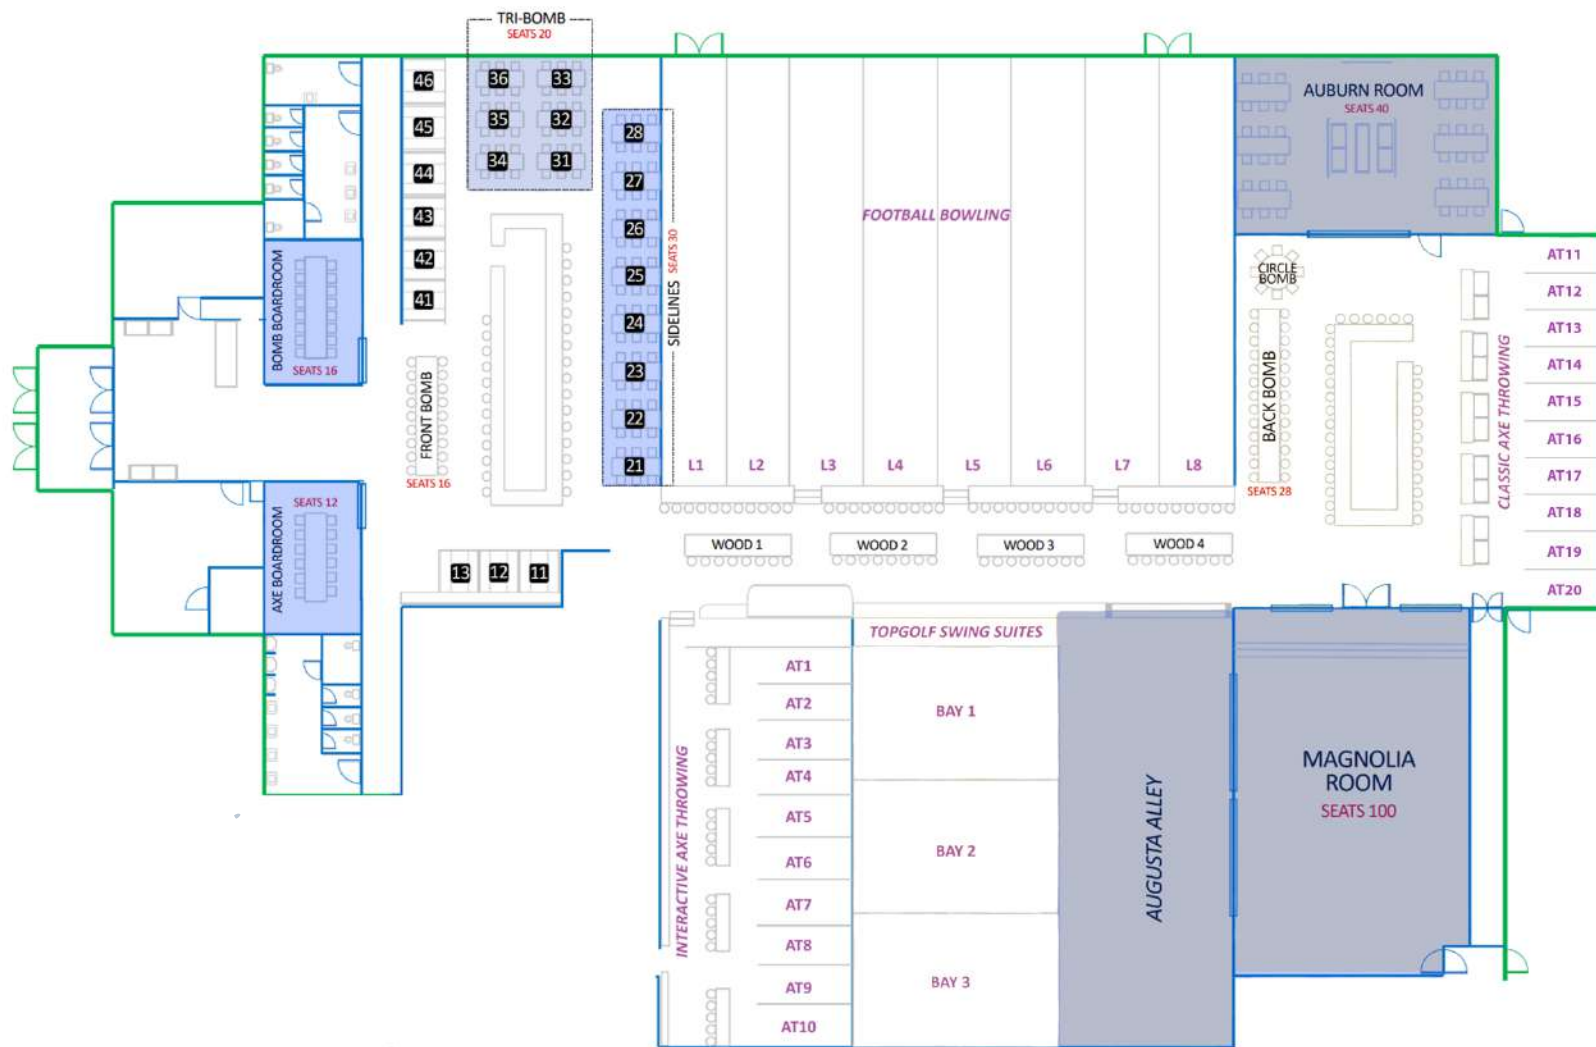 TRI-BOMB
SEATS 20
46
45
44
43
42
41
36
33
35
32
34
31
28
27
26
25
24
23
22
21
SEATS 30
SIDELINES
BOMB BOARDROOM
SEATS 16
FRONT BOMB
SEATS 16
SEATS 12
AXE BOARDROOM
13
12
11
FOOTBALL BOWLING
L1
L2
L3
L4
L5
L6
L7
L8
WOOD 1
WOOD 2
WOOD 3
WOOD 4
AUBURN ROOM
SEATS 40
CIRCLE
BOMB
BACK BOMB
SEATS 28
CLASSIC AXE THROWING
AT11
AT12
AT13
AT14
AT15
AT16
AT17
AT18
AT19
AT20
TOPGOLF SWING SUITES
INTERACTIVE AXE THROWING
AT1
AT2
AT3
AT4
AT5
AT6
AT7
AT8
AT9
AT10
BAY 1
BAY 2
BAY 3
AUGUSTA ALLEY
MAGNOLIA
ROOM
SEATS 100